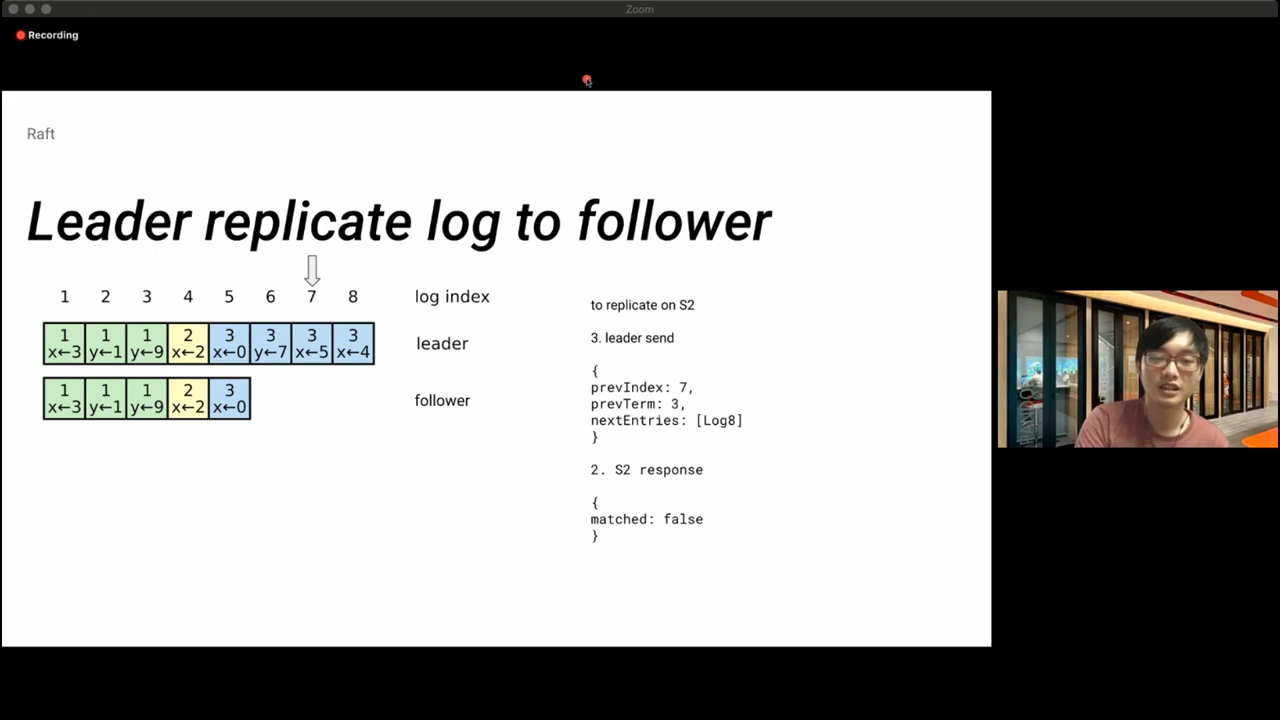 Zoom
Recording
Raft
Leader replicate log to follower
1 2 3 4 5 6 7 8 log index
1 1 1 2 3 3 3 3
x←3 y←1 y←9 x←2 x←0 y←7 x←5 x←4
leader
1 1 1 2 3
x←3 y←1 y←9 x←2 x←0
follower
to replicate on S2
3. leader send
{
prevIndex: 7,
prevTerm: 3,
nextEntries: [Log8]
}
2. S2 response
{
matched: false
}